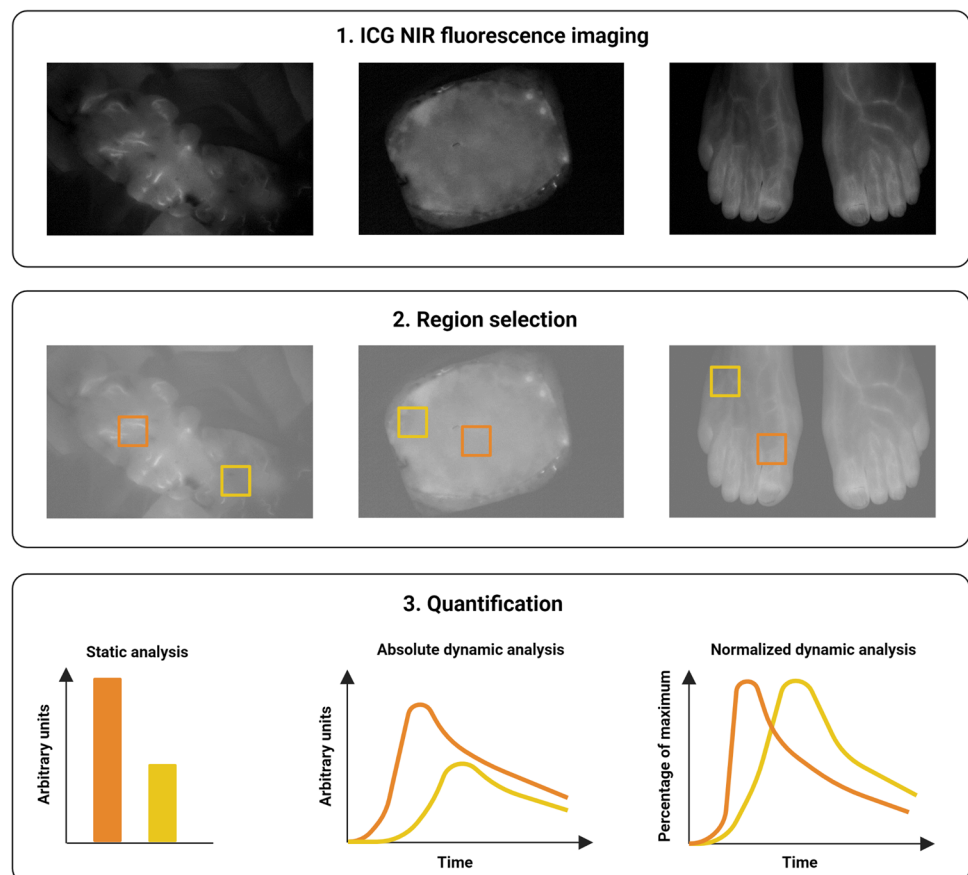 1. ICG NIR fluorescence imaging
2. Region selection
3. Quantification
Static analysis
Arbitrary units
Absolute dynamic analysis
Arbitrary units
Time
Normalized dynamic analysis
Percentage of maximum
Time